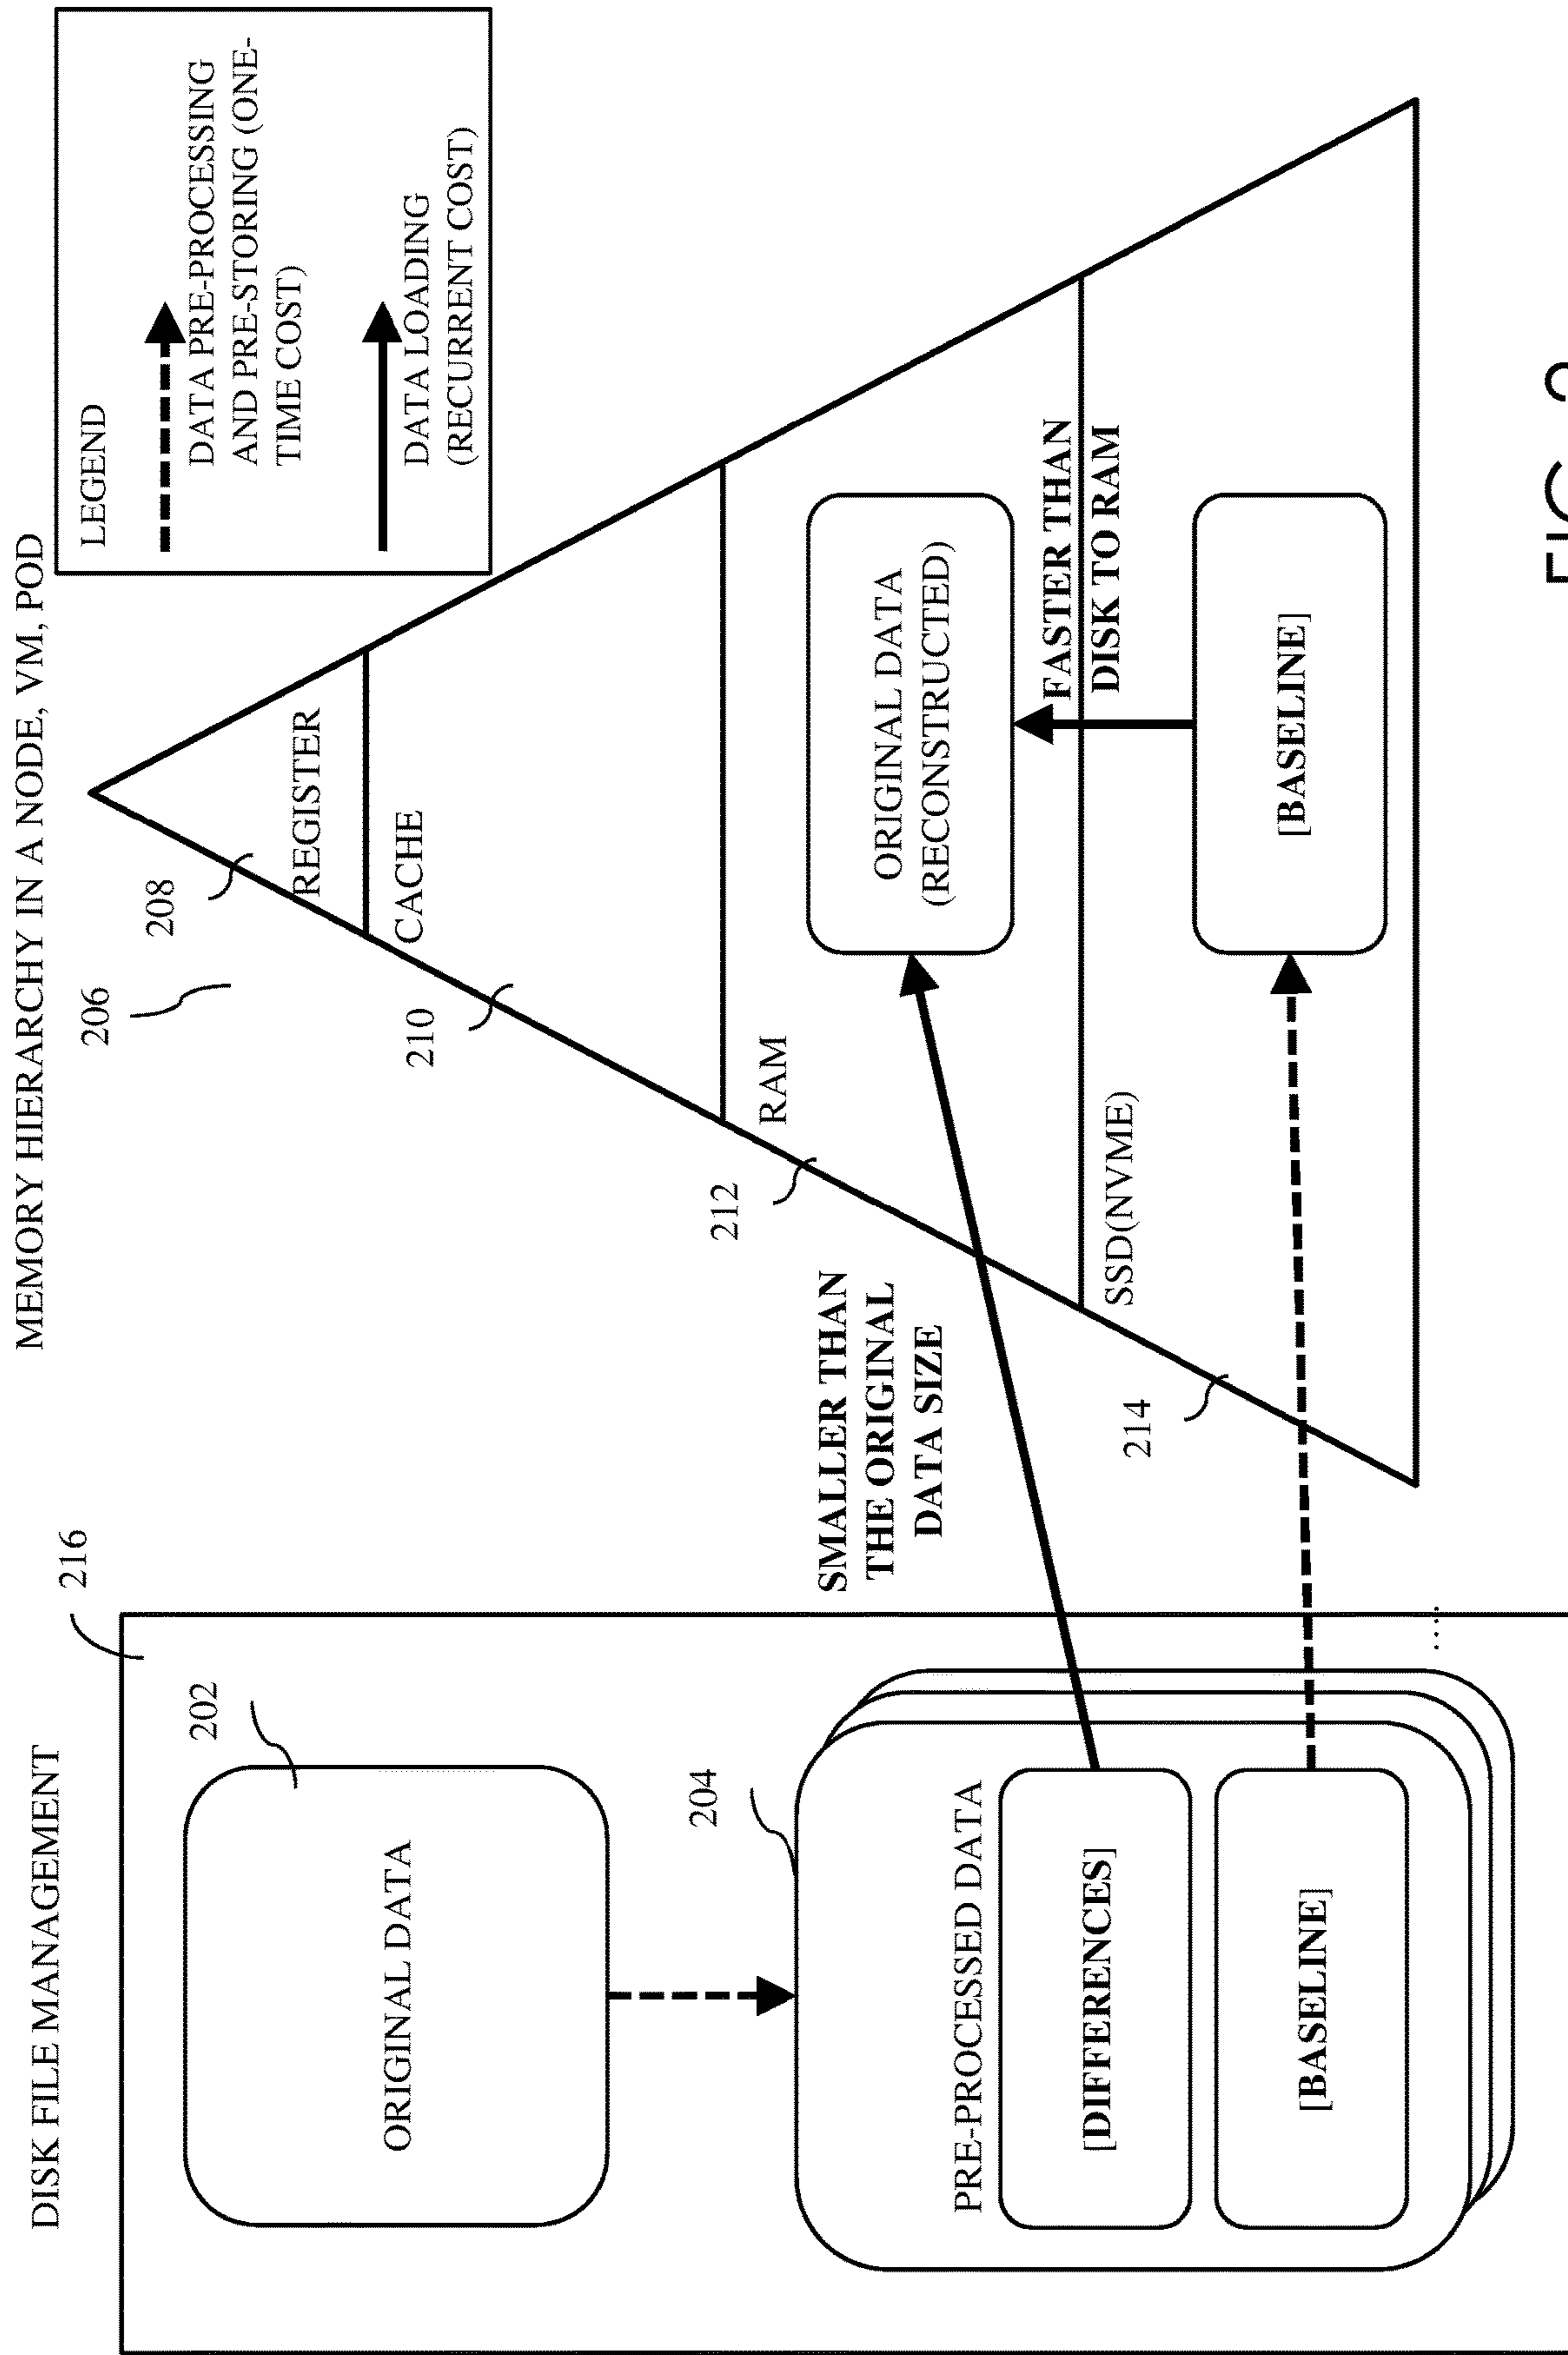 MEMORY HIERARCHY IN A NODE, VM, POD
DISK FILE MANAGEMENT
216
202
ORIGINAL DATA
204
PRE-PROCESSED DATA
[DIFFERENCES]
[BASELINE]
SMALLER THAN
THE ORIGINAL
DATA SIZE
206
208
REGISTER
210
CACHE
212
RAM
ORIGINAL DATA
(RECONSTRUCTED)
FASTER THAN
DISK TO RAM
214
SSD(NVME)
[BASELINE]
....
LEGEND
DATA PRE-PROCESSING
AND PRE-STORING (ONE-
TIME COST)
DATA LOADING
(RECURRENT COST)